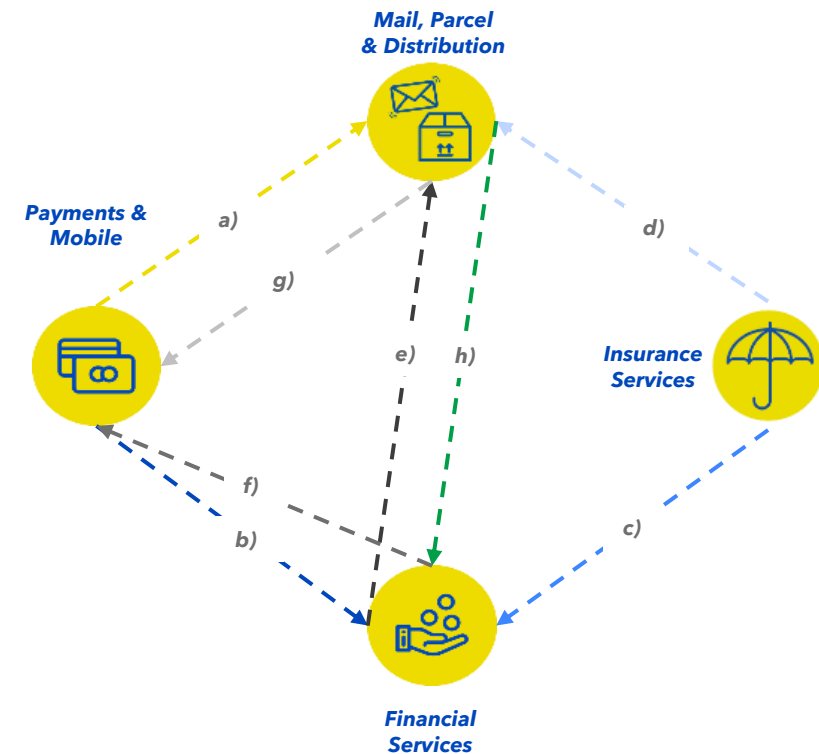 Mail, Parcel
& Distribution
Payments &
Mobile
a)
d)
g)
e)
h)
Insurance
Services
f)
b)
c)
Financial
Services